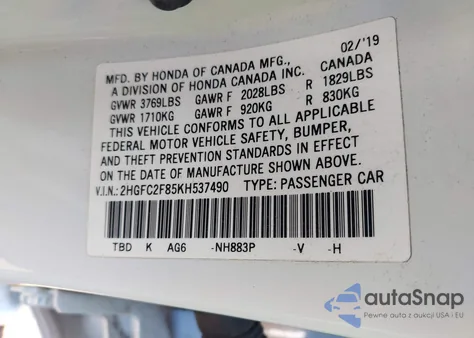 MFD. BY HONDA OF CANADA MFG., 02/'19
A DIVISION OF HONDA CANADA INC. CANADA
GVWR 3769LBS GAWR F 2028LBS R 1829LBS
GVWR 1710KG GAWR F 920KG R 830KG
THIS VEHICLE CONFORMS TO ALL APPLICABLE
FEDERAL MOTOR VEHICLE SAFETY, BUMPER,
AND THEFT PREVENTION STANDARDS IN EFFECT
ON THE DATE OF MANUFACTURE SHOWN ABOVE.
V.I.N.: 2HGFC2F85KH537490 TYPE: PASSENGER CAR
TBD K AG6 -NH883P -V -H
autoSnap
Pewne auta z aukcji USA i EU